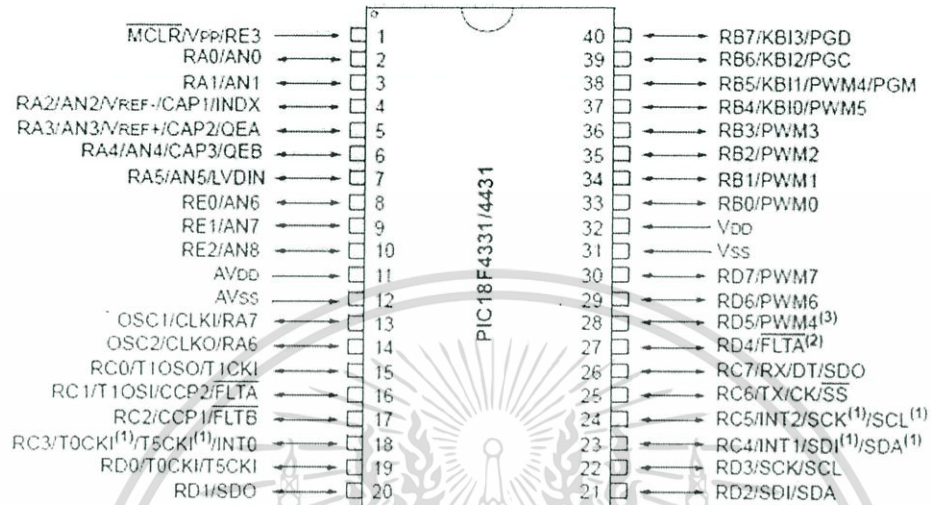 MCLR/VPP/RE3 1 40 RB7/KBI3/PGD
RA0/AN0 2 39 RB6/KBI2/PGC
RA1/AN1 3 38 RB5/KBI1/PWM4/PGM
RA2/AN2/VREF-/CAP1/INDX 4 37 RB4/KBI0/PWM5
RA3/AN3/VREF+/CAP2/QEA 5 36 RB3/PWM3
RA4/AN4/CAP3/QEB 6 35 RB2/PWM2
RA5/AN5/LVDIN 7 34 RB1/PWM1
RE0/AN6 8 33 RB0/PWM0
RE1/AN7 9 32 VDD
RE2/AN8 10 31 VSS
AVDD 11 30 RD7/PWM7
AVSS 12 29 RD6/PWM6
OSC1/CLKI/RA7 13 28 RD5/PWM4(3)
OSC2/CLKO/RA6 14 27 RD4/FLTA(2)
RC0/T1OSO/T1CKI 15 26 RC7/RX/DT/SDO
RC1/T1OSI/CCP2/FLTA 16 25 RC6/TX/CK/SS
RC2/CCP1/FLTB 17 24 RC5/INT2/SCK(1)/SCL(1)
RC3/T0CKI(1)/T5CKI(1)/INT0 18 23 RC4/INT1/SDI(1)/SDA(1)
RD0/T0CKI/T5CKI 19 22 RD3/SCK/SCL
RD1/SDO 20 21 RD2/SDI/SDA
PIC18F4331/4431